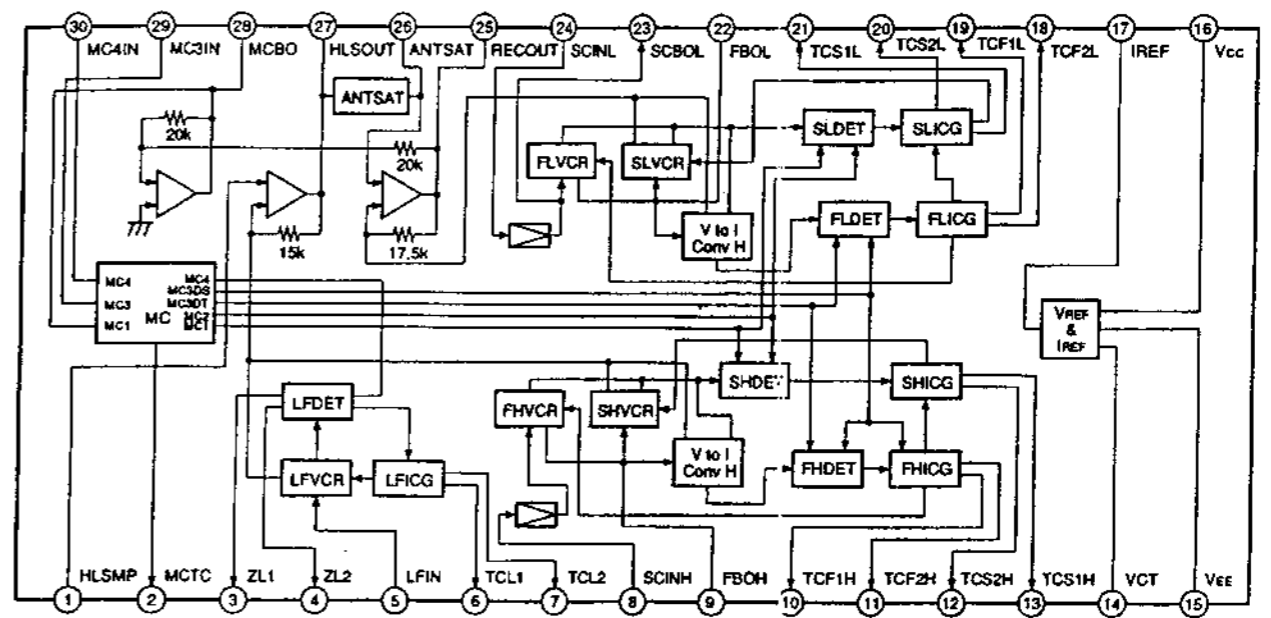 30 29 28 27 26 25 24 23 22 21 20 19 18 17 16
MC4IN MC3IN MCBO HLSOUT ANTSAT RECOUT SCINL SCBOL FBOL TCS1L TCS2L TCF1L TCF2L IREF Vcc
ANTSAT
20k
20k
FLVCR
SLVCR
SLDET
SLICG
FLDET
FLICG
V to I
Conv H
15k
17.5k
MC4 MC4
MC3DS
MC3 MC3DT
MC MC2
MC1 MC1
VREF
&
IREF
LFDET
FHVCR
SHVCR
SHDET
SHICG
LFVCR
LFICG
V to I
Conv H
FHDET
FHICG
HLSMP MCTC ZL1 ZL2 LFIN TCL1 TCL2 SCINH FBOH TCF1H TCF2H TCS2H TCS1H VCT VEE
1 2 3 4 5 6 7 8 9 10 11 12 13 14 15